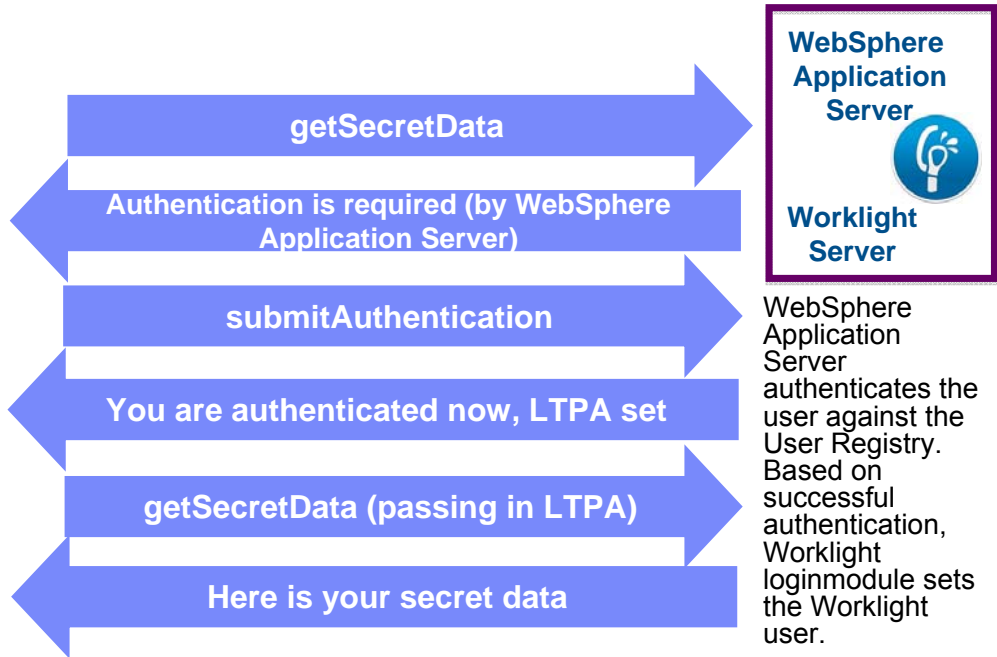 WebSphere
Application
Server
getSecretData
Authentication is required (by WebSphere
Application Server)
Worklight
Server
submitAuthentication
You are authenticated now, LTPA set
getSecretData (passing in LTPA)
Here is your secret data
WebSphere
Application
Server
authenticates the
user against the
User Registry.
Based on
successful
authentication,
Worklight
loginmodule sets
the Worklight
user.